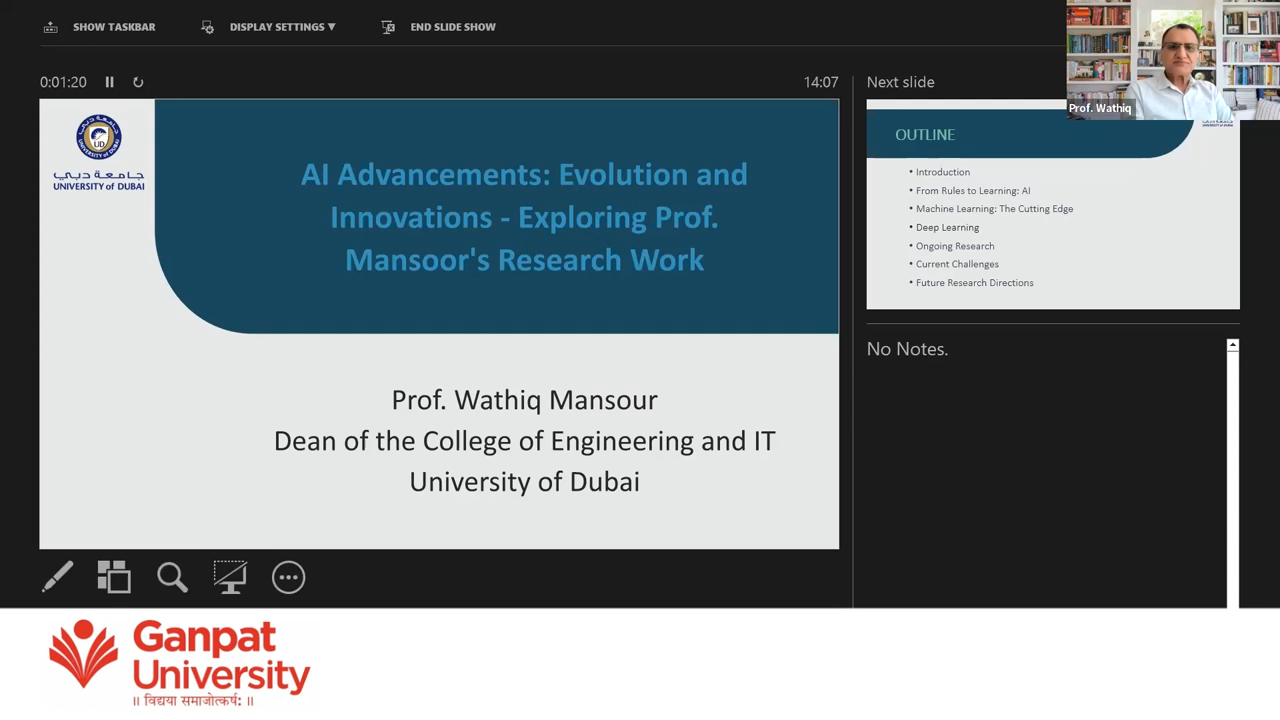 SHOW TASKBAR
DISPLAY SETTINGS ▼
END SLIDE SHOW
0:01:20
14:07
Next slide
Prof. Wathiq
جامعة دبي
UNIVERSITY of DUBAI
UD
AI Advancements: Evolution and
Innovations - Exploring Prof.
Mansoor's Research Work
Prof. Wathiq Mansour
Dean of the College of Engineering and IT
University of Dubai
OUTLINE
• Introduction
• From Rules to Learning: AI
• Machine Learning: The Cutting Edge
• Deep Learning
• Ongoing Research
• Current Challenges
• Future Research Directions
No Notes.
Ganpat
University
॥ विद्यया समाजोत्कर्षः ॥